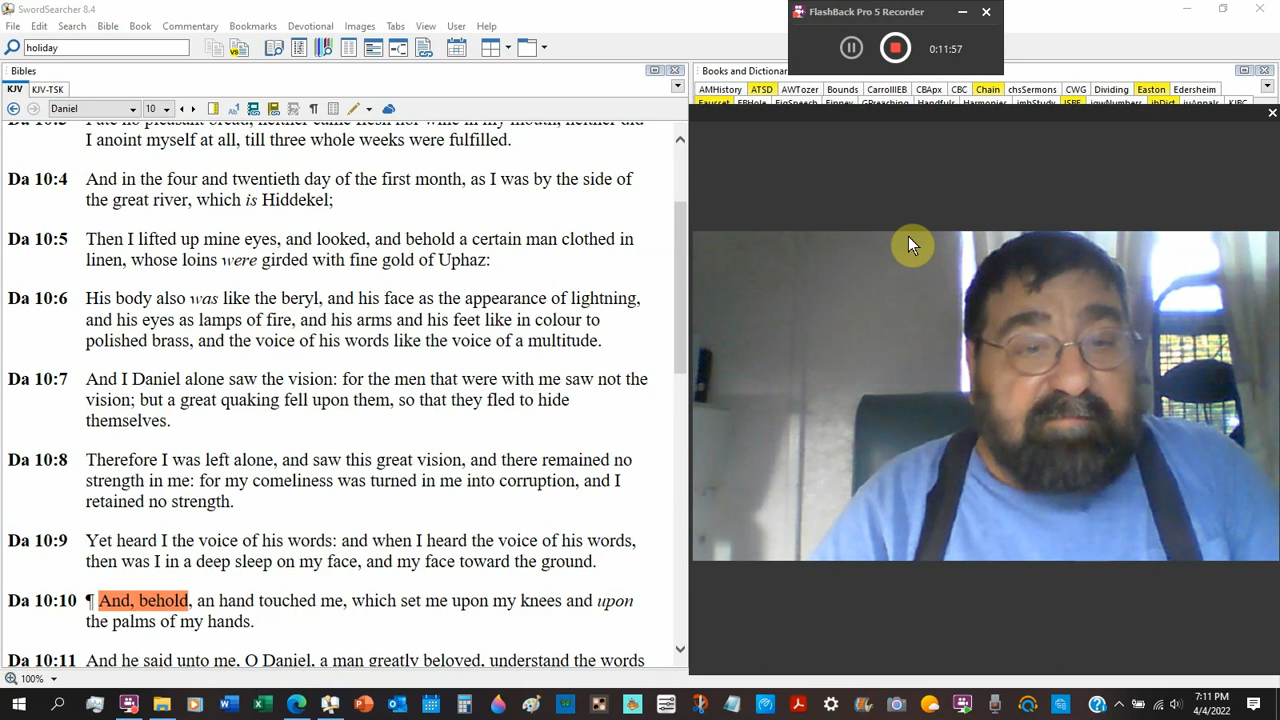 SwordSearcher 8.4
File Edit Search Bible Book Commentary Bookmarks Devotional Images Tabs View User Help
FlashBack Pro 5 Recorder
0:11:57
holiday
VS
Bibles
Books and Dictionar
KJV KJV-TSK
AMHistory ATSD AWTozer Bounds CarrollIEB CBApx CBC Chain chsSermons CWG Dividing Easton Edersheim
Daniel 10
I anoint myself at all, till three whole weeks were fulfilled.
Da 10:4 And in the four and twentieth day of the first month, as I was by the side of
the great river, which is Hiddekel;
Da 10:5 Then I lifted up mine eyes, and looked, and behold a certain man clothed in
linen, whose loins were girded with fine gold of Uphaz:
Da 10:6 His body also was like the beryl, and his face as the appearance of lightning,
and his eyes as lamps of fire, and his arms and his feet like in colour to
polished brass, and the voice of his words like the voice of a multitude.
Da 10:7 And I Daniel alone saw the vision: for the men that were with me saw not the
vision; but a great quaking fell upon them, so that they fled to hide
themselves.
Da 10:8 Therefore I was left alone, and saw this great vision, and there remained no
strength in me: for my comeliness was turned in me into corruption, and I
retained no strength.
Da 10:9 Yet heard I the voice of his words: and when I heard the voice of his words,
then was I in a deep sleep on my face, and my face toward the ground.
Da 10:10 ¶ And, behold, an hand touched me, which set me upon my knees and upon
the palms of my hands.
Da 10:11 And he said unto me, O Daniel, a man greatly beloved, understand the words
100%
7:11 PM
4/4/2022